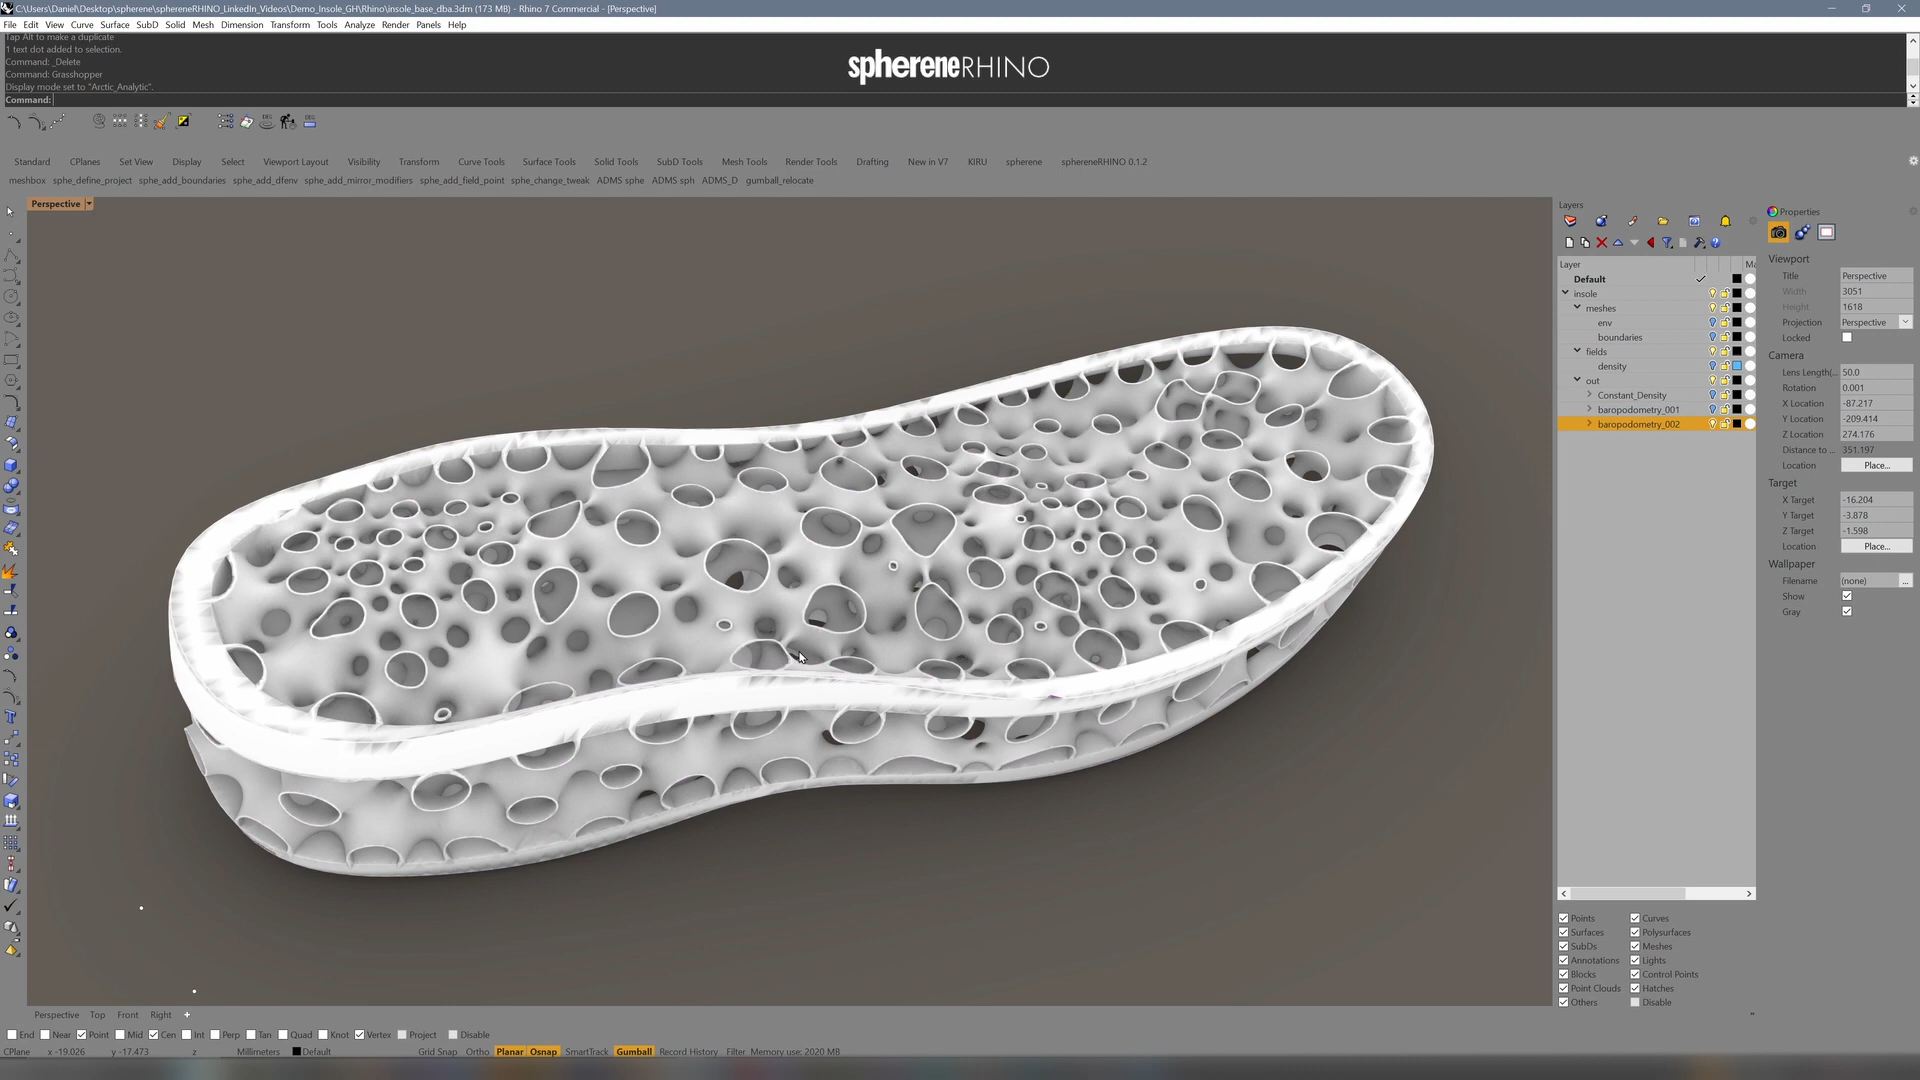 C:\Users\Daniel\Desktop\spherene\sphereneRHINO_LinkedIn_Videos\Demo_Insole_GH\Rhino\insole_base_dba.3dm (173 MB) - Rhino 7 Commercial - [Perspective]
File Edit View Curve Surface SubD Solid Mesh Dimension Transform Tools Analyze Render Panels Help
Tap Alt to make a duplicate
1 text dot added to selection.
Command: _Delete
Command: Grasshopper
Display mode set to "Arctic_Analytic".
Command:
sphereneRHINO
Standard CPlanes Set View Display Select Viewport Layout Visibility Transform Curve Tools Surface Tools Solid Tools SubD Tools Mesh Tools Render Tools Drafting New in V7 KIRU spherene sphereneRHINO 0.1.2
meshbox sphe_define_project sphe_add_boundaries sphe_add_dfenv sphe_add_mirror_modifiers sphe_add_field_point sphe_change_tweak ADMS sphe ADMS sph ADMS_D gumball_relocate
Perspective
Layers
Layer
Default
insole
meshes
env
boundaries
fields
density
out
Constant_Density
baropodometry_001
baropodometry_002
Points Curves
Surfaces Polysurfaces
SubDs Meshes
Annotations Lights
Blocks Control Points
Point Clouds Hatches
Others Disable
Properties
Viewport
Title Perspective
Width 3051
Height 1618
Projection Perspective
Locked
Camera
Lens Length(... 50.0
Rotation 0.001
X Location -87.217
Y Location -209.414
Z Location 274.176
Distance to ... 351.197
Location Place...
Target
X Target -16.204
Y Target -3.878
Z Target -1.598
Location Place...
Wallpaper
Filename (none) ...
Show
Gray
Perspective Top Front Right
End Near Point Mid Cen Int Perp Tan Quad Knot Vertex Project Disable
CPlane x -19.026 y -17.473 z Millimeters Default Grid Snap Ortho Planar Osnap SmartTrack Gumball Record History Filter Memory use: 2020 MB